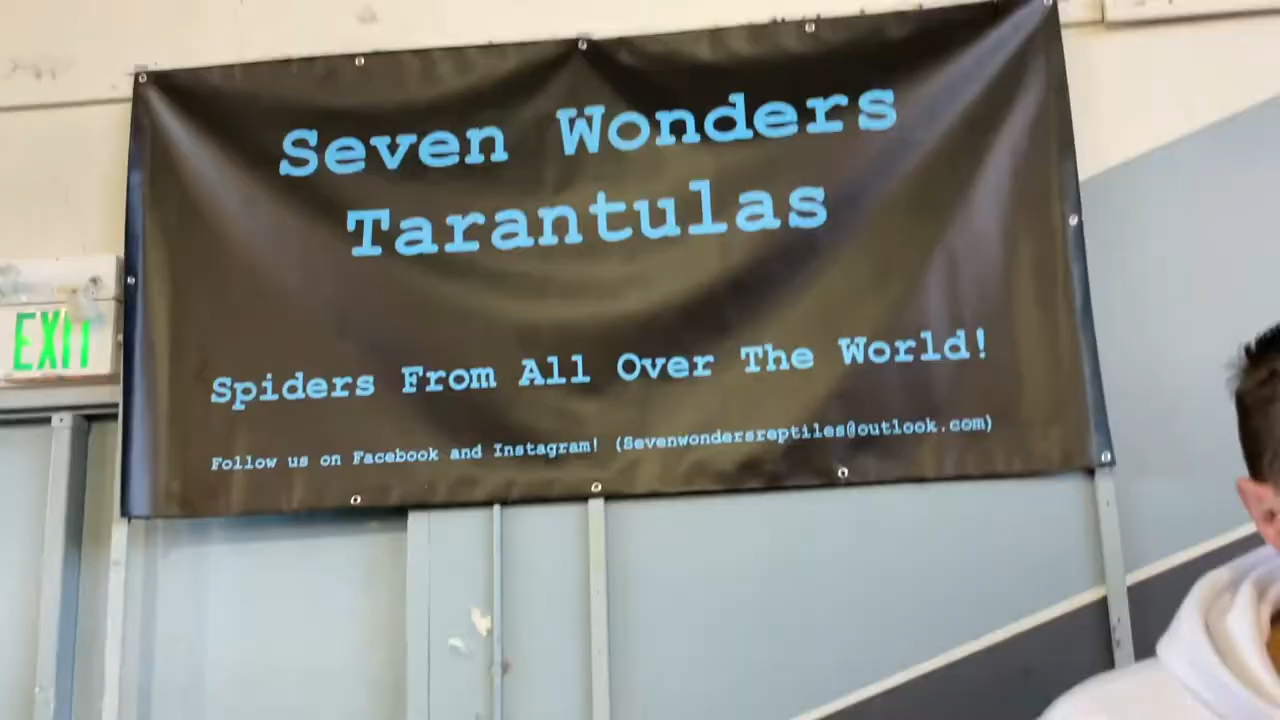 Seven Wonders
Tarantulas
EXIT
Spiders From All Over The World!
Follow us on Facebook and Instagram! (Sevenwondersreptiles@outlook.com)